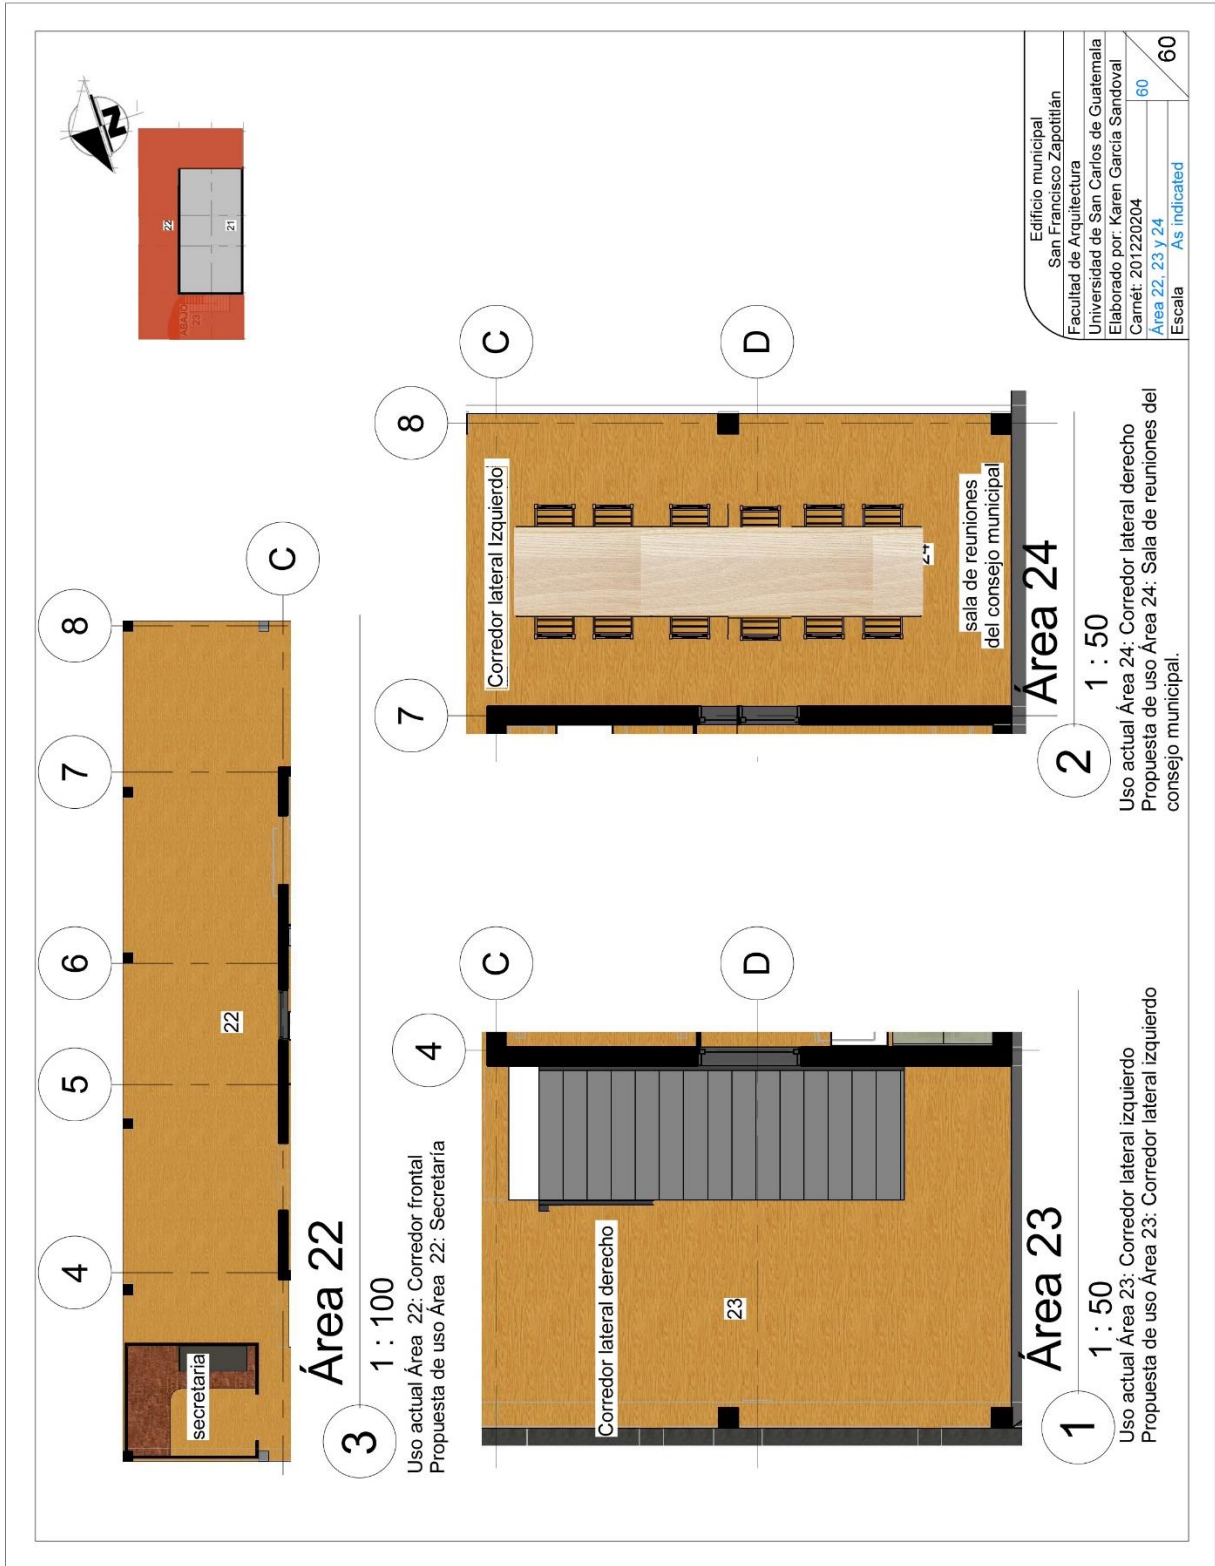 N
22
21
ABAJO
23
8
7
6
5
4
C
22
secretaria
3
Área 22
1 : 100
Uso actual Área 22: Corredor frontal
Propuesta de uso Área 22: Secretaría
4
C
D
Corredor lateral derecho
23
1
Área 23
1 : 50
Uso actual Área 23: Corredor lateral izquierdo
Propuesta de uso Área 23: Corredor lateral izquierdo
7
8
C
D
Corredor lateral Izquierdo
24
sala de reuniones
del consejo municipal
2
Área 24
1 : 50
Uso actual Área 24: Corredor lateral derecho
Propuesta de uso Área 24: Sala de reuniones del
consejo municipal.
Edificio municipal
San Francisco Zapotitlán
Facultad de Arquitectura
Universidad de San Carlos de Guatemala
Elaborado por: Karen García Sandoval
Carnét: 201220204
Área 22, 23 y 24
60
Escala As indicated
60